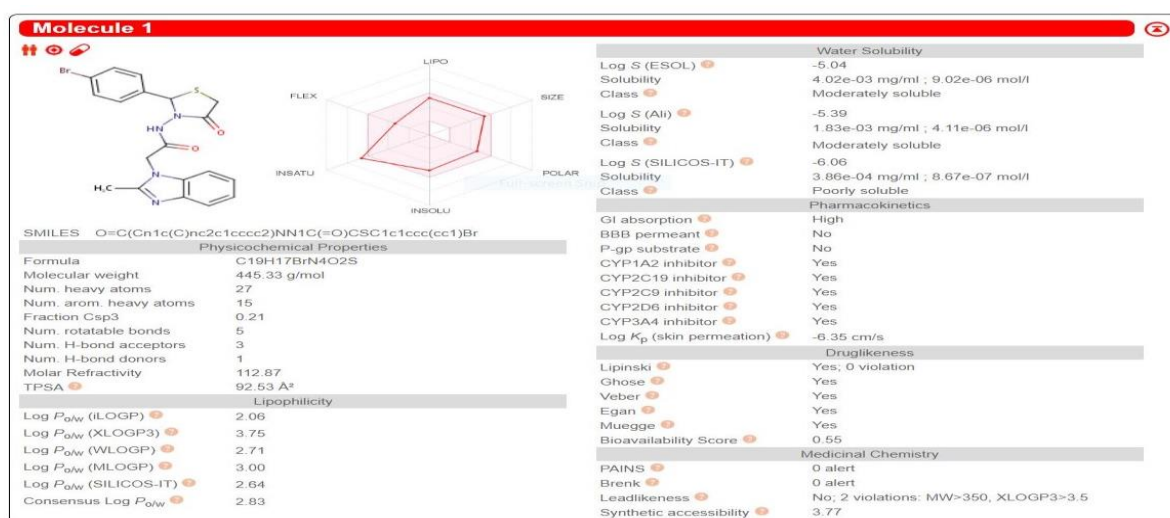 Molecule 1
Br
S
N
O
HN
O
N
H₃C
N
LIPO
FLEX
SIZE
INSATU
POLAR
INSOLU
SMILES O=C(Cn1c(C)nc2c1cccc2)NN1C(=O)CSC1c1ccc(cc1)Br
Physicochemical Properties
Formula C19H17BrN4O2S
Molecular weight 445.33 g/mol
Num. heavy atoms 27
Num. arom. heavy atoms 15
Fraction Csp3 0.21
Num. rotatable bonds 5
Num. H-bond acceptors 3
Num. H-bond donors 1
Molar Refractivity 112.87
TPSA ? 92.53 Å²
Lipophilicity
Log Po/w (iLOGP) ? 2.06
Log Po/w (XLOGP3) ? 3.75
Log Po/w (WLOGP) ? 2.71
Log Po/w (MLOGP) ? 3.00
Log Po/w (SILICOS-IT) ? 2.64
Consensus Log Po/w ? 2.83
Water Solubility
Log S (ESOL) ? -5.04
Solubility 4.02e-03 mg/ml ; 9.02e-06 mol/l
Class ? Moderately soluble
Log S (Ali) ? -5.39
Solubility 1.83e-03 mg/ml ; 4.11e-06 mol/l
Class ? Moderately soluble
Log S (SILICOS-IT) ? -6.06
Solubility 3.86e-04 mg/ml ; 8.67e-07 mol/l
Class ? Poorly soluble
Pharmacokinetics
GI absorption ? High
BBB permeant ? No
P-gp substrate ? No
CYP1A2 inhibitor ? Yes
CYP2C19 inhibitor ? Yes
CYP2C9 inhibitor ? Yes
CYP2D6 inhibitor ? Yes
CYP3A4 inhibitor ? Yes
Log Kp (skin permeation) ? -6.35 cm/s
Druglikeness
Lipinski ? Yes; 0 violation
Ghose ? Yes
Veber ? Yes
Egan ? Yes
Muegge ? Yes
Bioavailability Score ? 0.55
Medicinal Chemistry
PAINS ? 0 alert
Brenk ? 0 alert
Leadlikeness ? No; 2 violations: MW>350, XLOGP3>3.5
Synthetic accessibility ? 3.77